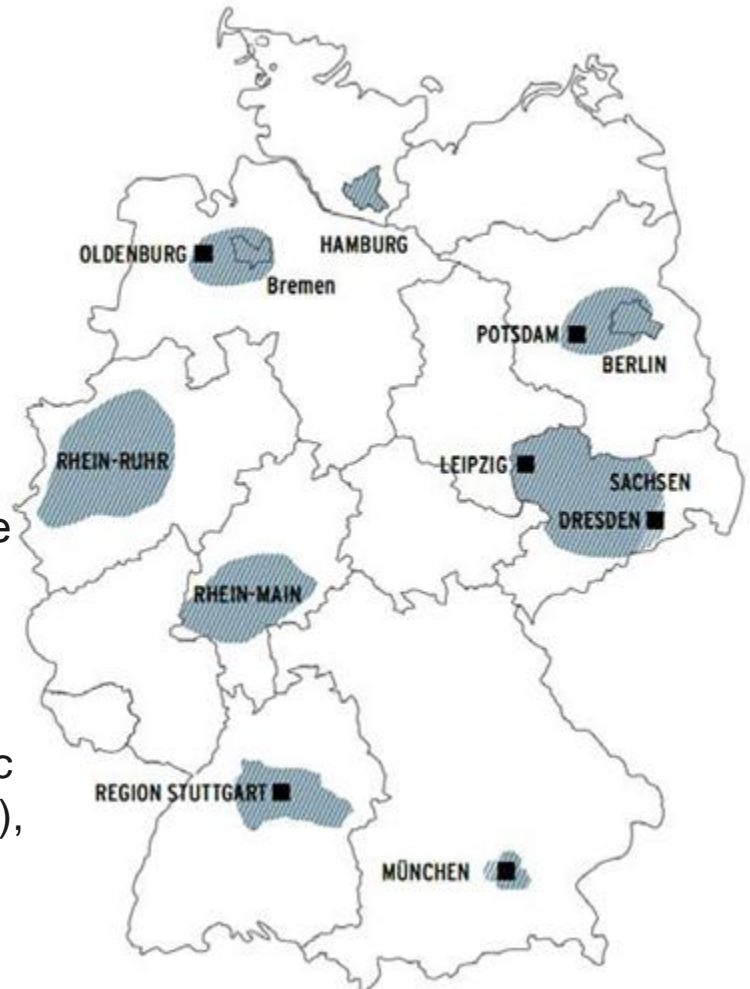 HAMBURG
OLDENBURG
Bremen
POTSDAM
BERLIN
RHEIN-RUHR
LEIPZIG
SACHSEN
DRESDEN
e
RHEIN-MAIN
c
REGION STUTTGART
),
MÜNCHEN